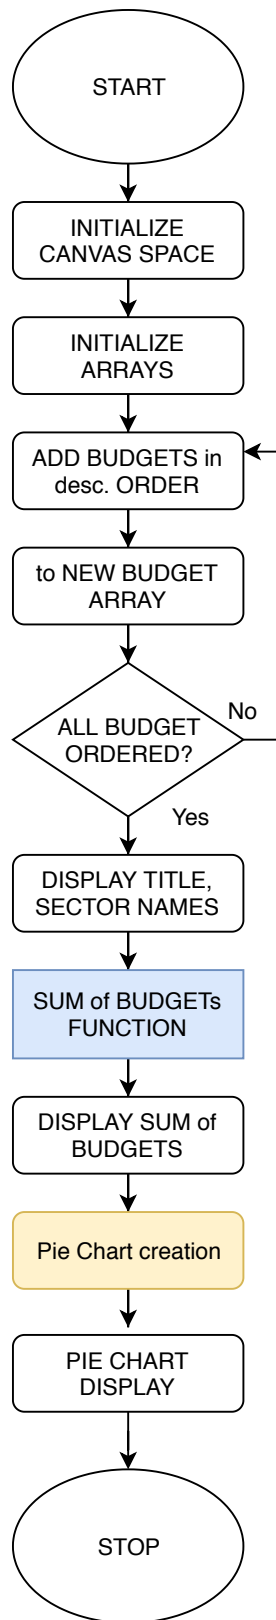 START
INITIALIZE
CANVAS SPACE
INITIALIZE
ARRAYS
ADD BUDGETS in
desc. ORDER
to NEW BUDGET
ARRAY
ALL BUDGET
ORDERED?
No
Yes
DISPLAY TITLE,
SECTOR NAMES
SUM of BUDGETs
FUNCTION
DISPLAY SUM of
BUDGETS
Pie Chart creation
PIE CHART
DISPLAY
STOP